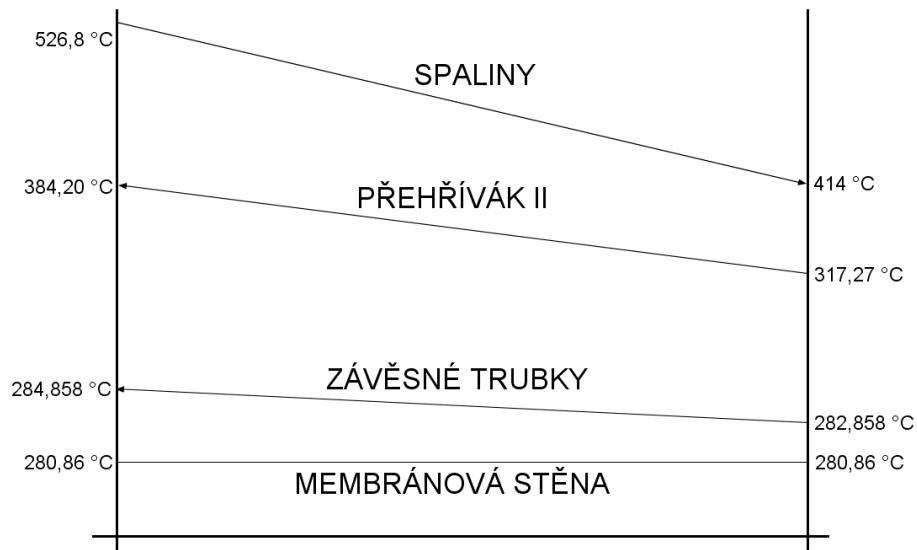 526,8 °C
SPALINY
414 °C
384,20 °C
PŘEHŘÍVÁK II
317,27 °C
284,858 °C
ZÁVĚSNÉ TRUBKY
282,858 °C
280,86 °C
280,86 °C
MEMBRÁNOVÁ STĚNA